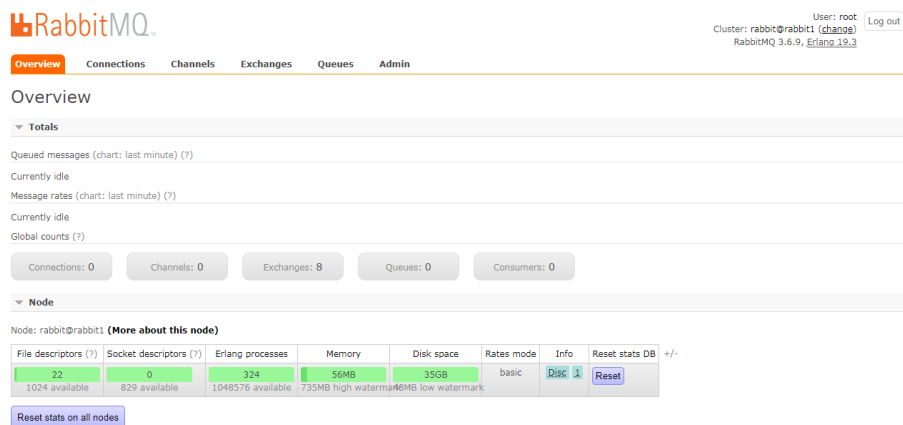 RabbitMQ
User: root
Log out
Cluster: rabbit@rabbit1 (change)
RabbitMQ 3.6.9, Erlang 19.3
Overview Connections Channels Exchanges Queues Admin
Overview
Totals
Queued messages (chart: last minute) (?)
Currently idle
Message rates (chart: last minute) (?)
Currently idle
Global counts (?)
Connections: 0 Channels: 0 Exchanges: 8 Queues: 0 Consumers: 0
Node
Node: rabbit@rabbit1 (More about this node)
File descriptors (?) Socket descriptors (?) Erlang processes Memory Disk space Rates mode Info Reset stats DB +/-
22 0 324 56MB 35GB basic Disc 1 Reset
1024 available 829 available 1048576 available 735MB high watermark 48MB low watermark
Reset stats on all nodes